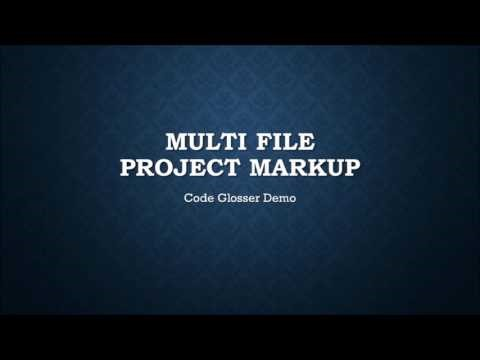 MULTI FILE
PROJECT MARKUP
Code Glosser Demo